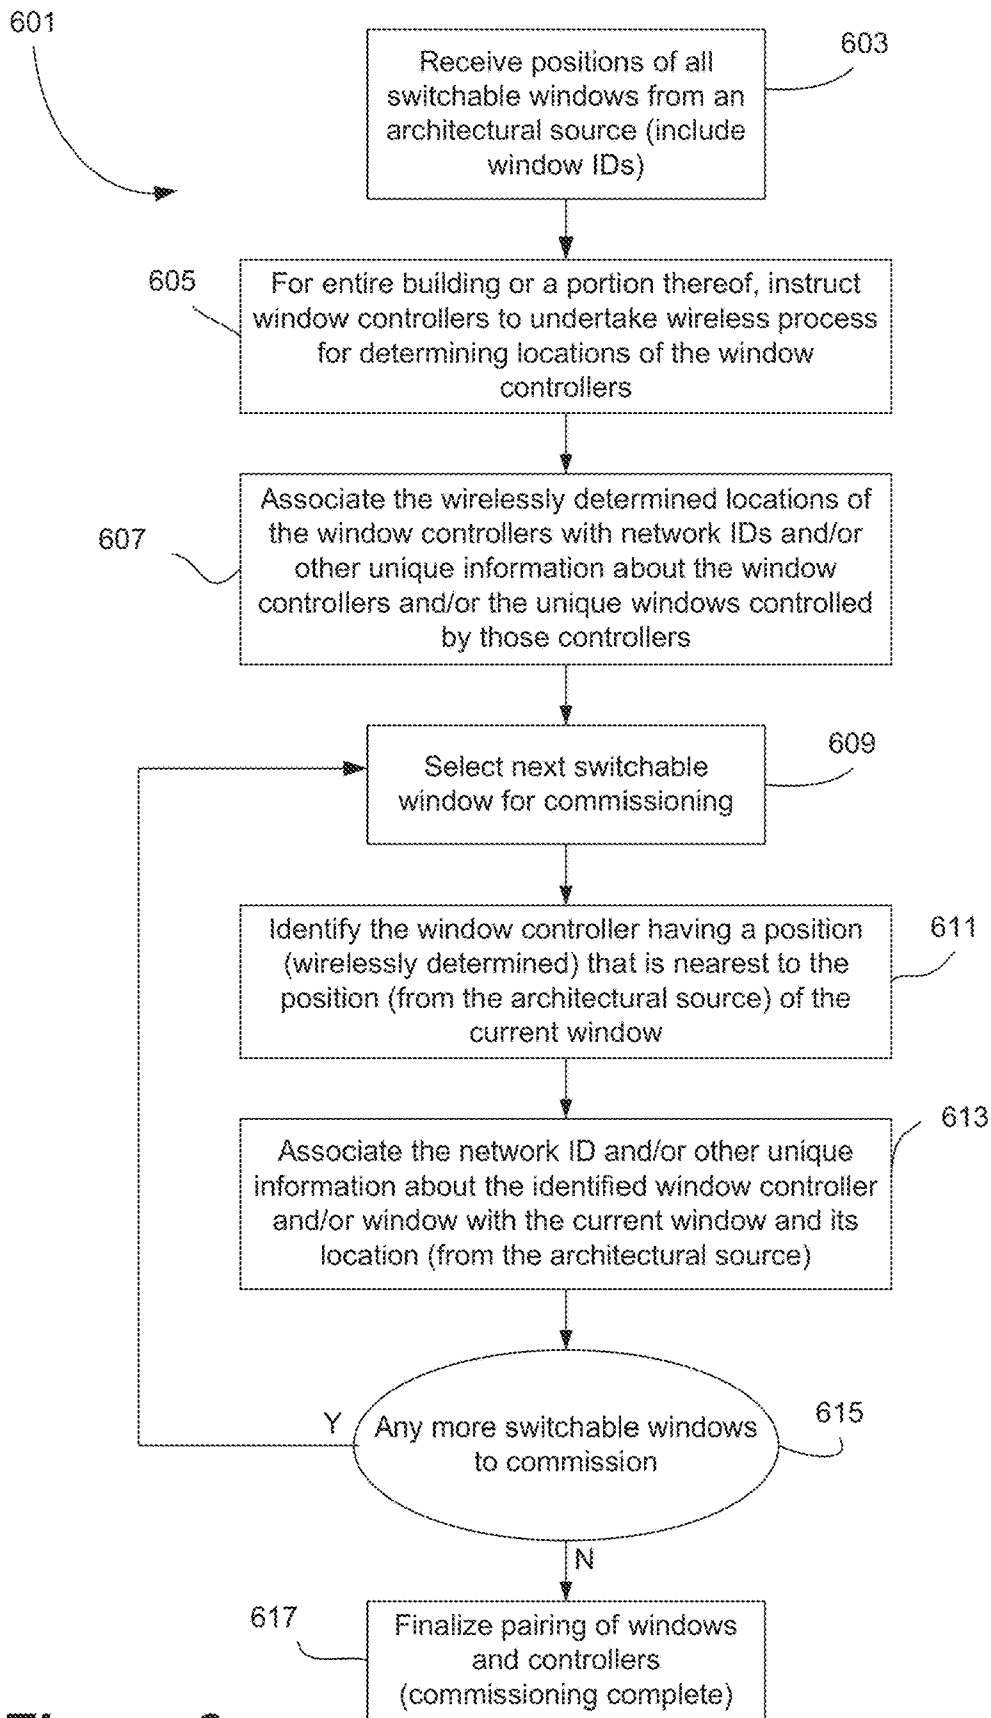 601
603
Receive positions of all
switchable windows from an
architectural source (include
window IDs)
605
For entire building or a portion thereof, instruct
window controllers to undertake wireless process
for determining locations of the window
controllers
607
Associate the wirelessly determined locations of
the window controllers with network IDs and/or
other unique information about the window
controllers and/or the unique windows controlled
by those controllers
609
Select next switchable
window for commissioning
611
Identify the window controller having a position
(wirelessly determined) that is nearest to the
position (from the architectural source) of the
current window
613
Associate the network ID and/or other unique
information about the identified window controller
and/or window with the current window and its
location (from the architectural source)
Y
615
Any more switchable windows
to commission
N
617
Finalize pairing of windows
and controllers
(commissioning complete)